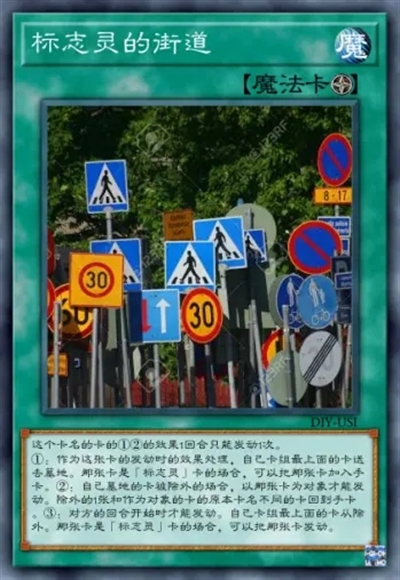 标志灵的街道
魔
【魔法卡】
8-17
30
30
30
DIY-USI
这个卡名的卡的①②的效果1回合只能发动1次。
①：作为这张卡的发动时的效果处理，自己卡组最上面的卡送
去墓地。那张卡是「标志灵」卡的场合，可以把那张卡加入手
卡。②：自己墓地的卡被除外的场合，以那张卡为对象才能发
动。除外的1张和作为对象的卡的原本卡名不同的卡回到手卡
。③：对方的回合开始时才能发动。自己卡组最上面的卡从除
外。那张卡是「标志灵」卡的场合，可以把那张卡发动。